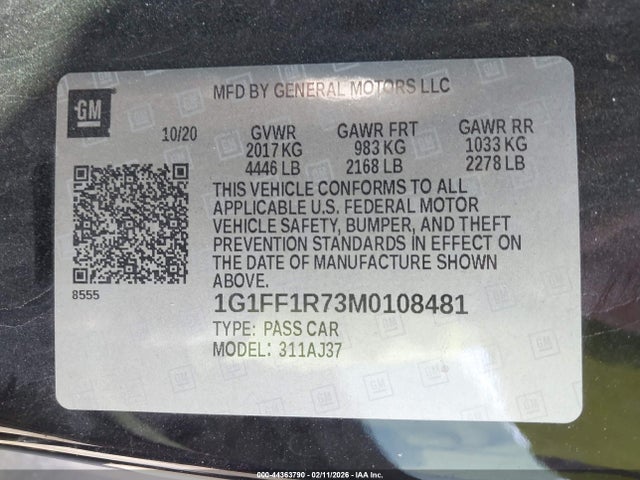 GM
MFD BY GENERAL MOTORS LLC
10/20 GVWR GAWR FRT GAWR RR
2017 KG 983 KG 1033 KG
4446 LB 2168 LB 2278 LB
THIS VEHICLE CONFORMS TO ALL
APPLICABLE U.S. FEDERAL MOTOR
VEHICLE SAFETY, BUMPER, AND THEFT
PREVENTION STANDARDS IN EFFECT ON
THE DATE OF MANUFACTURE SHOWN
ABOVE.
8555
1G1FF1R73M0108481
TYPE: PASS CAR
MODEL: 311AJ37
000-44363790 - 02/11/2026 - IAA Inc.